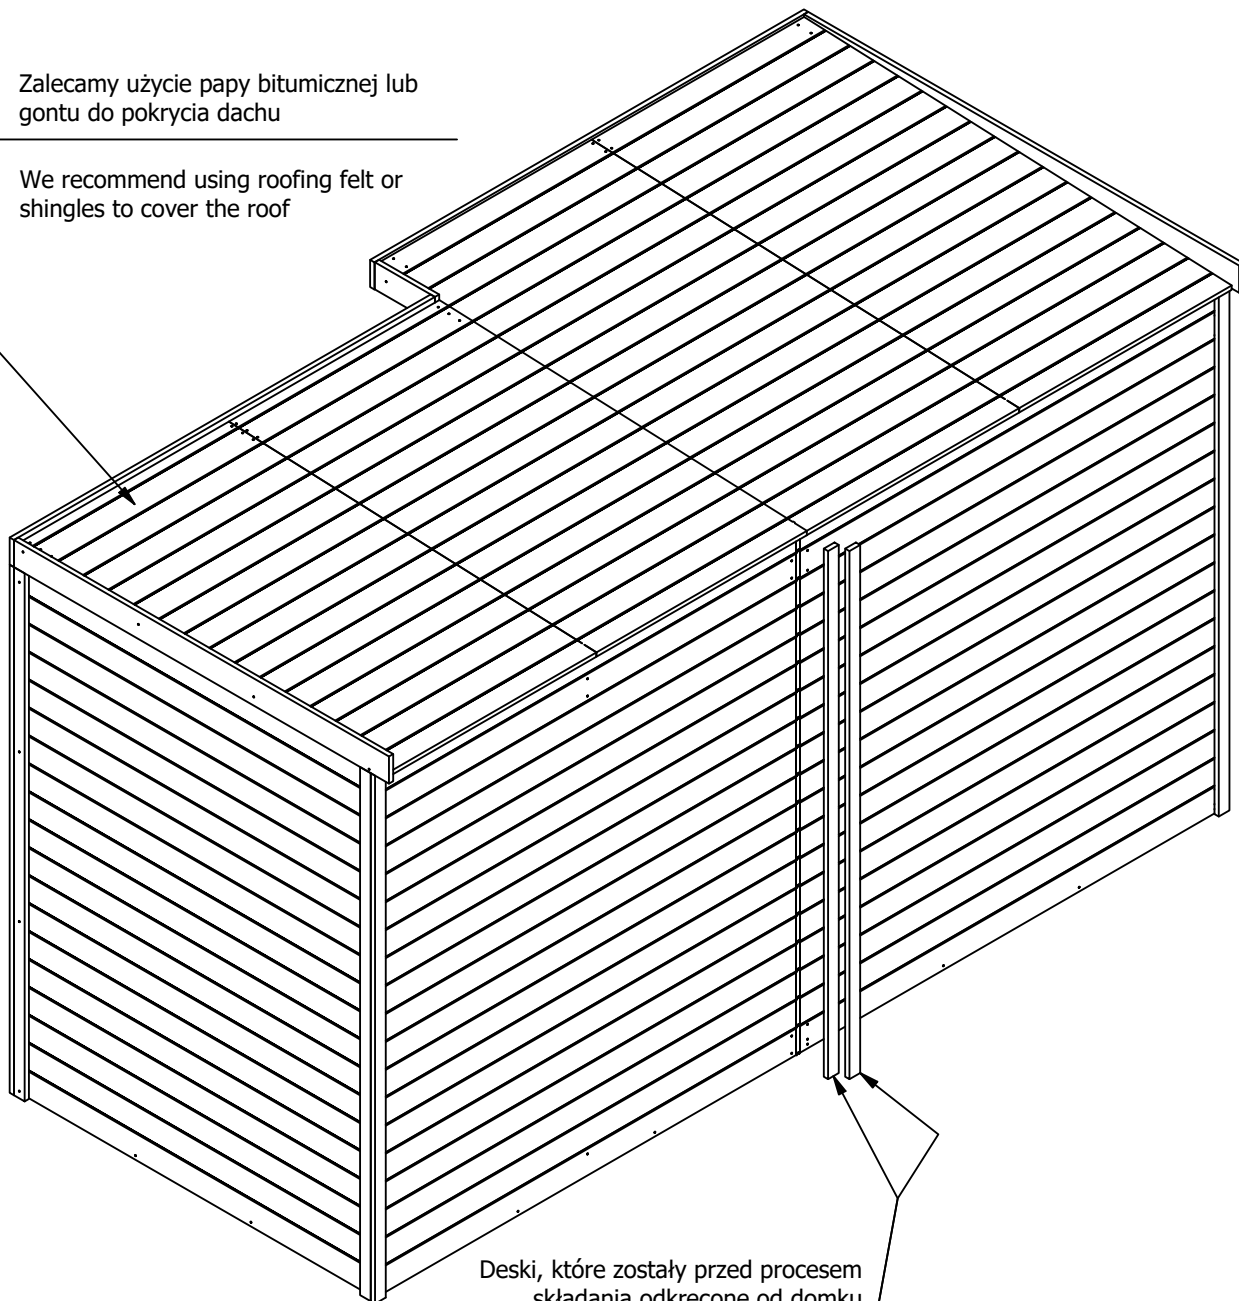 Zalecamy użycie papy bitumicznej lub
gontu do pokrycia dachu
We recommend using roofing felt or
shingles to cover the roof
Deski, które zostały przed procesem
składania odkręcone od domku